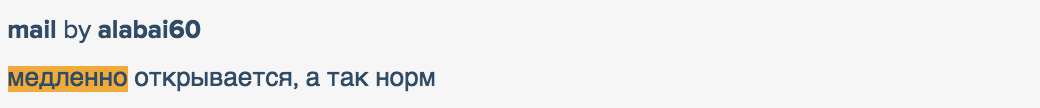 mail by alabai60
медленно открывается, а так норм